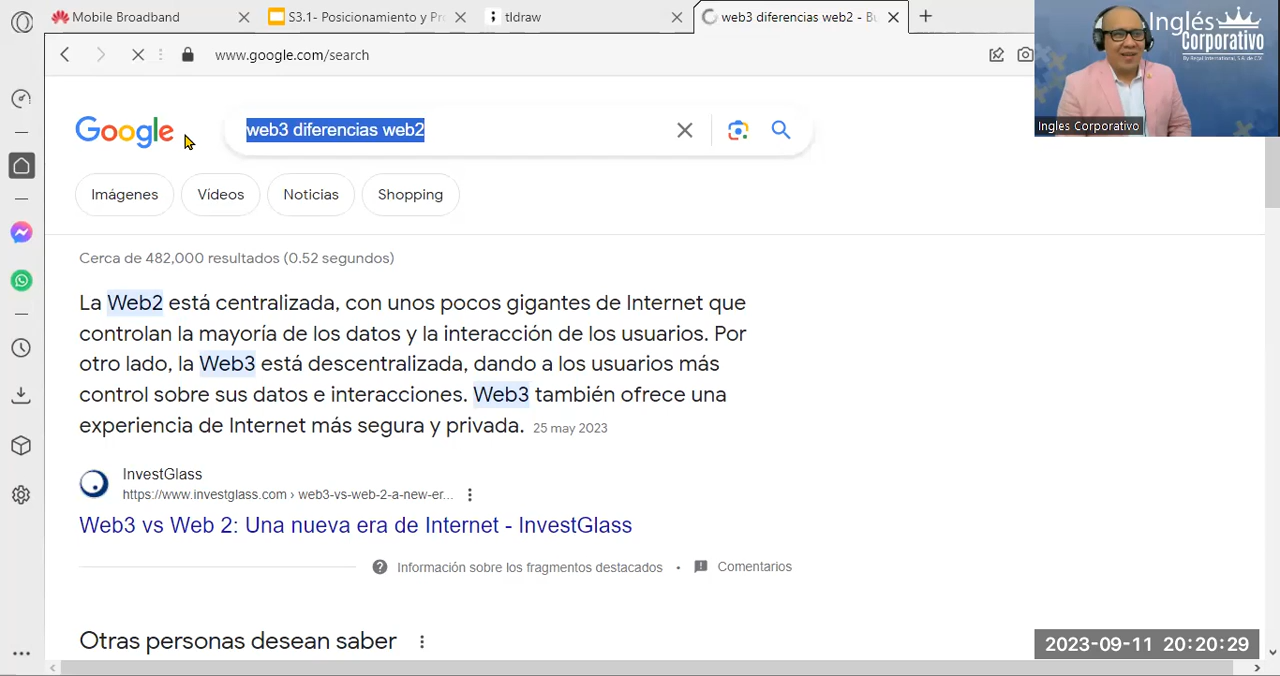 Mobile Broadband
S3.1- Posicionamiento y Pro
tldraw
web3 diferencias web2 - Bu
www.google.com/search
Inglés
Corporativo
By Regal International, S.A. de C.V.
Ingles Corporativo
Google
web3 diferencias web2
Imágenes
Vídeos
Noticias
Shopping
Cerca de 482,000 resultados (0.52 segundos)
La Web2 está centralizada, con unos pocos gigantes de Internet que
controlan la mayoría de los datos y la interacción de los usuarios. Por
otro lado, la Web3 está descentralizada, dando a los usuarios más
control sobre sus datos e interacciones. Web3 también ofrece una
experiencia de Internet más segura y privada. 25 may 2023
InvestGlass
https://www.investglass.com › web3-vs-web-2-a-new-er...
Web3 vs Web 2: Una nueva era de Internet - InvestGlass
Información sobre los fragmentos destacados • Comentarios
Otras personas desean saber
2023-09-11 20:20:29